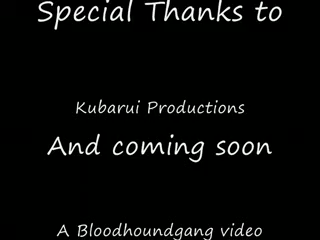 Special Thanks to
Kubarui Productions
And coming soon
A Bloodhoundgang video